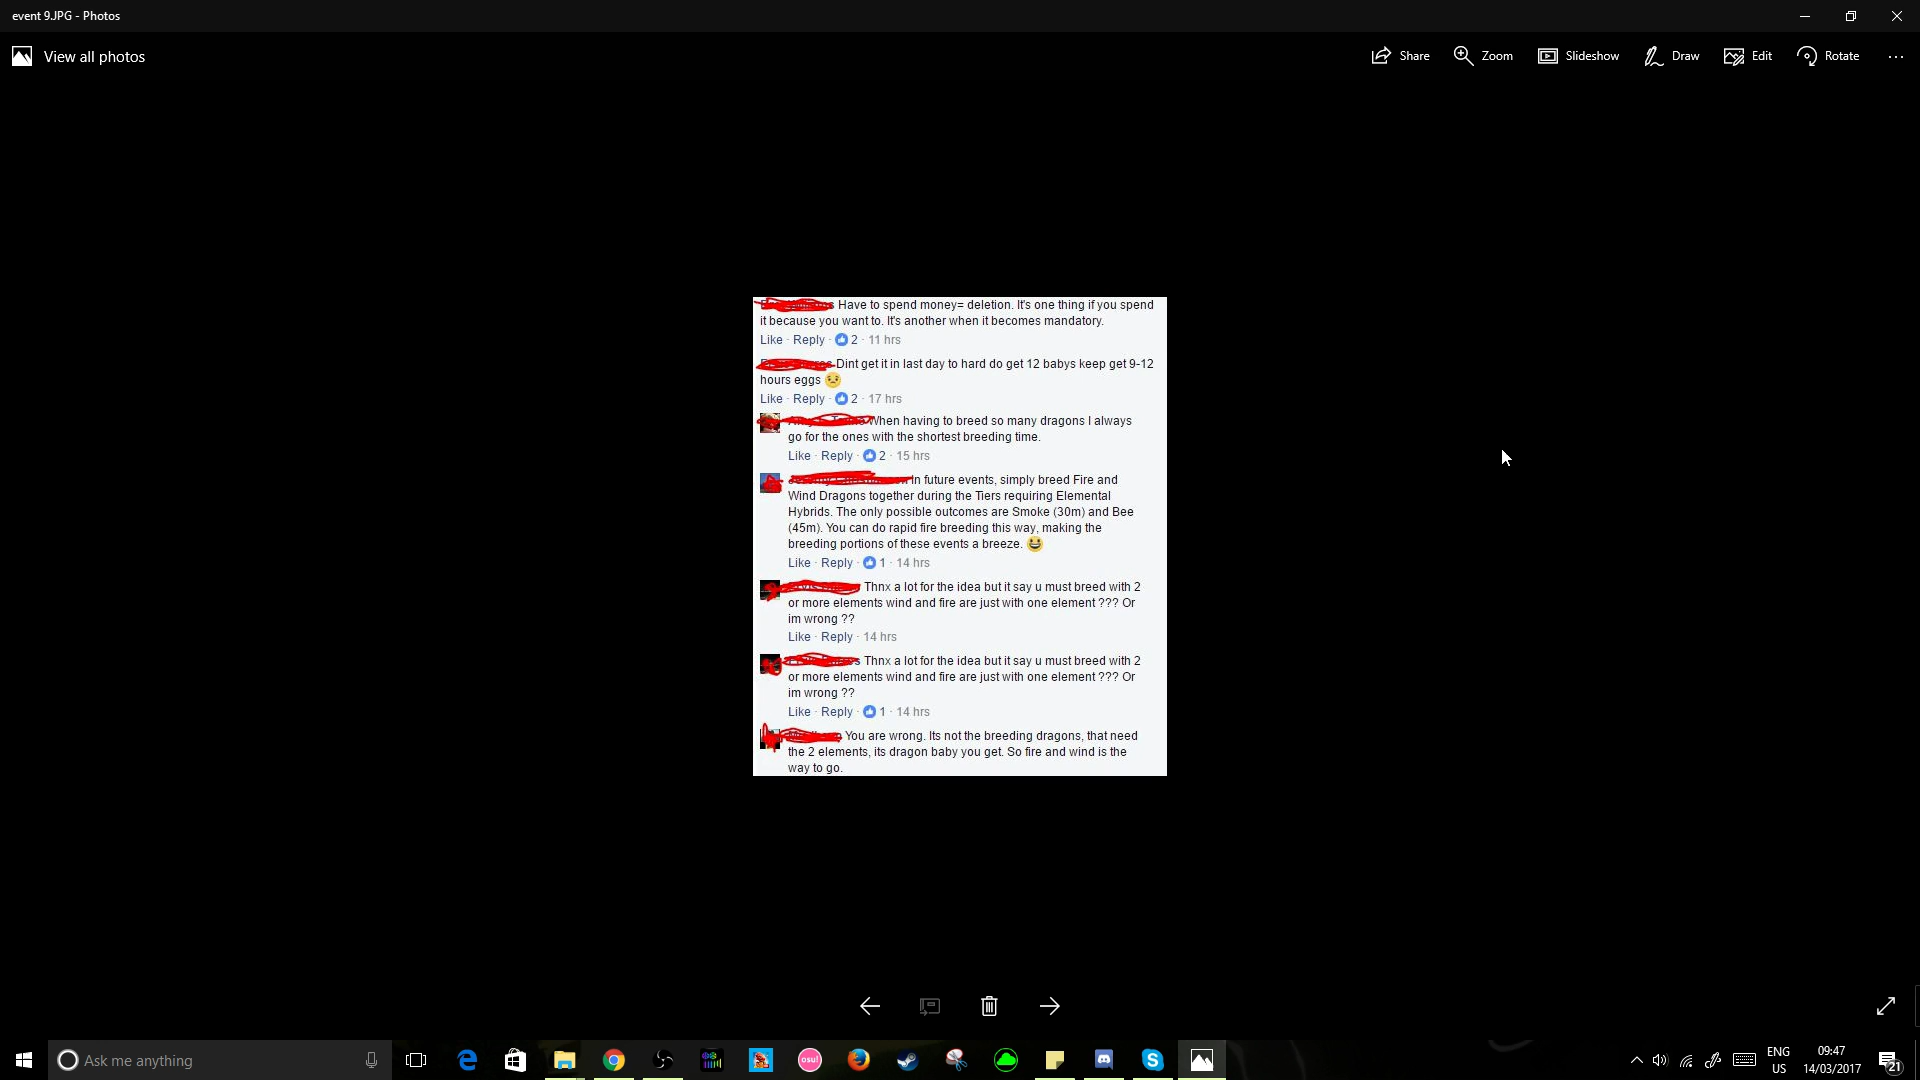 event 9.JPG - Photos
View all photos
Share
Zoom
Slideshow
Draw
Edit
Rotate
Have to spend money= deletion. It's one thing if you spend
it because you want to. It's another when it becomes mandatory.
Like · Reply · 2 · 11 hrs
Dint get it in last day to hard do get 12 babys keep get 9-12
hours eggs
Like · Reply · 2 · 17 hrs
When having to breed so many dragons I always
go for the ones with the shortest breeding time.
Like · Reply · 2 · 15 hrs
In future events, simply breed Fire and
Wind Dragons together during the Tiers requiring Elemental
Hybrids. The only possible outcomes are Smoke (30m) and Bee
(45m). You can do rapid fire breeding this way, making the
breeding portions of these events a breeze.
Like · Reply · 1 · 14 hrs
Thnx a lot for the idea but it say u must breed with 2
or more elements wind and fire are just with one element ??? Or
im wrong ??
Like · Reply · 14 hrs
Thnx a lot for the idea but it say u must breed with 2
or more elements wind and fire are just with one element ??? Or
im wrong ??
Like · Reply · 1 · 14 hrs
You are wrong. Its not the breeding dragons, that need
the 2 elements, its dragon baby you get. So fire and wind is the
way to go.
Ask me anything
osu!
ENG
US
09:47
14/03/2017
21